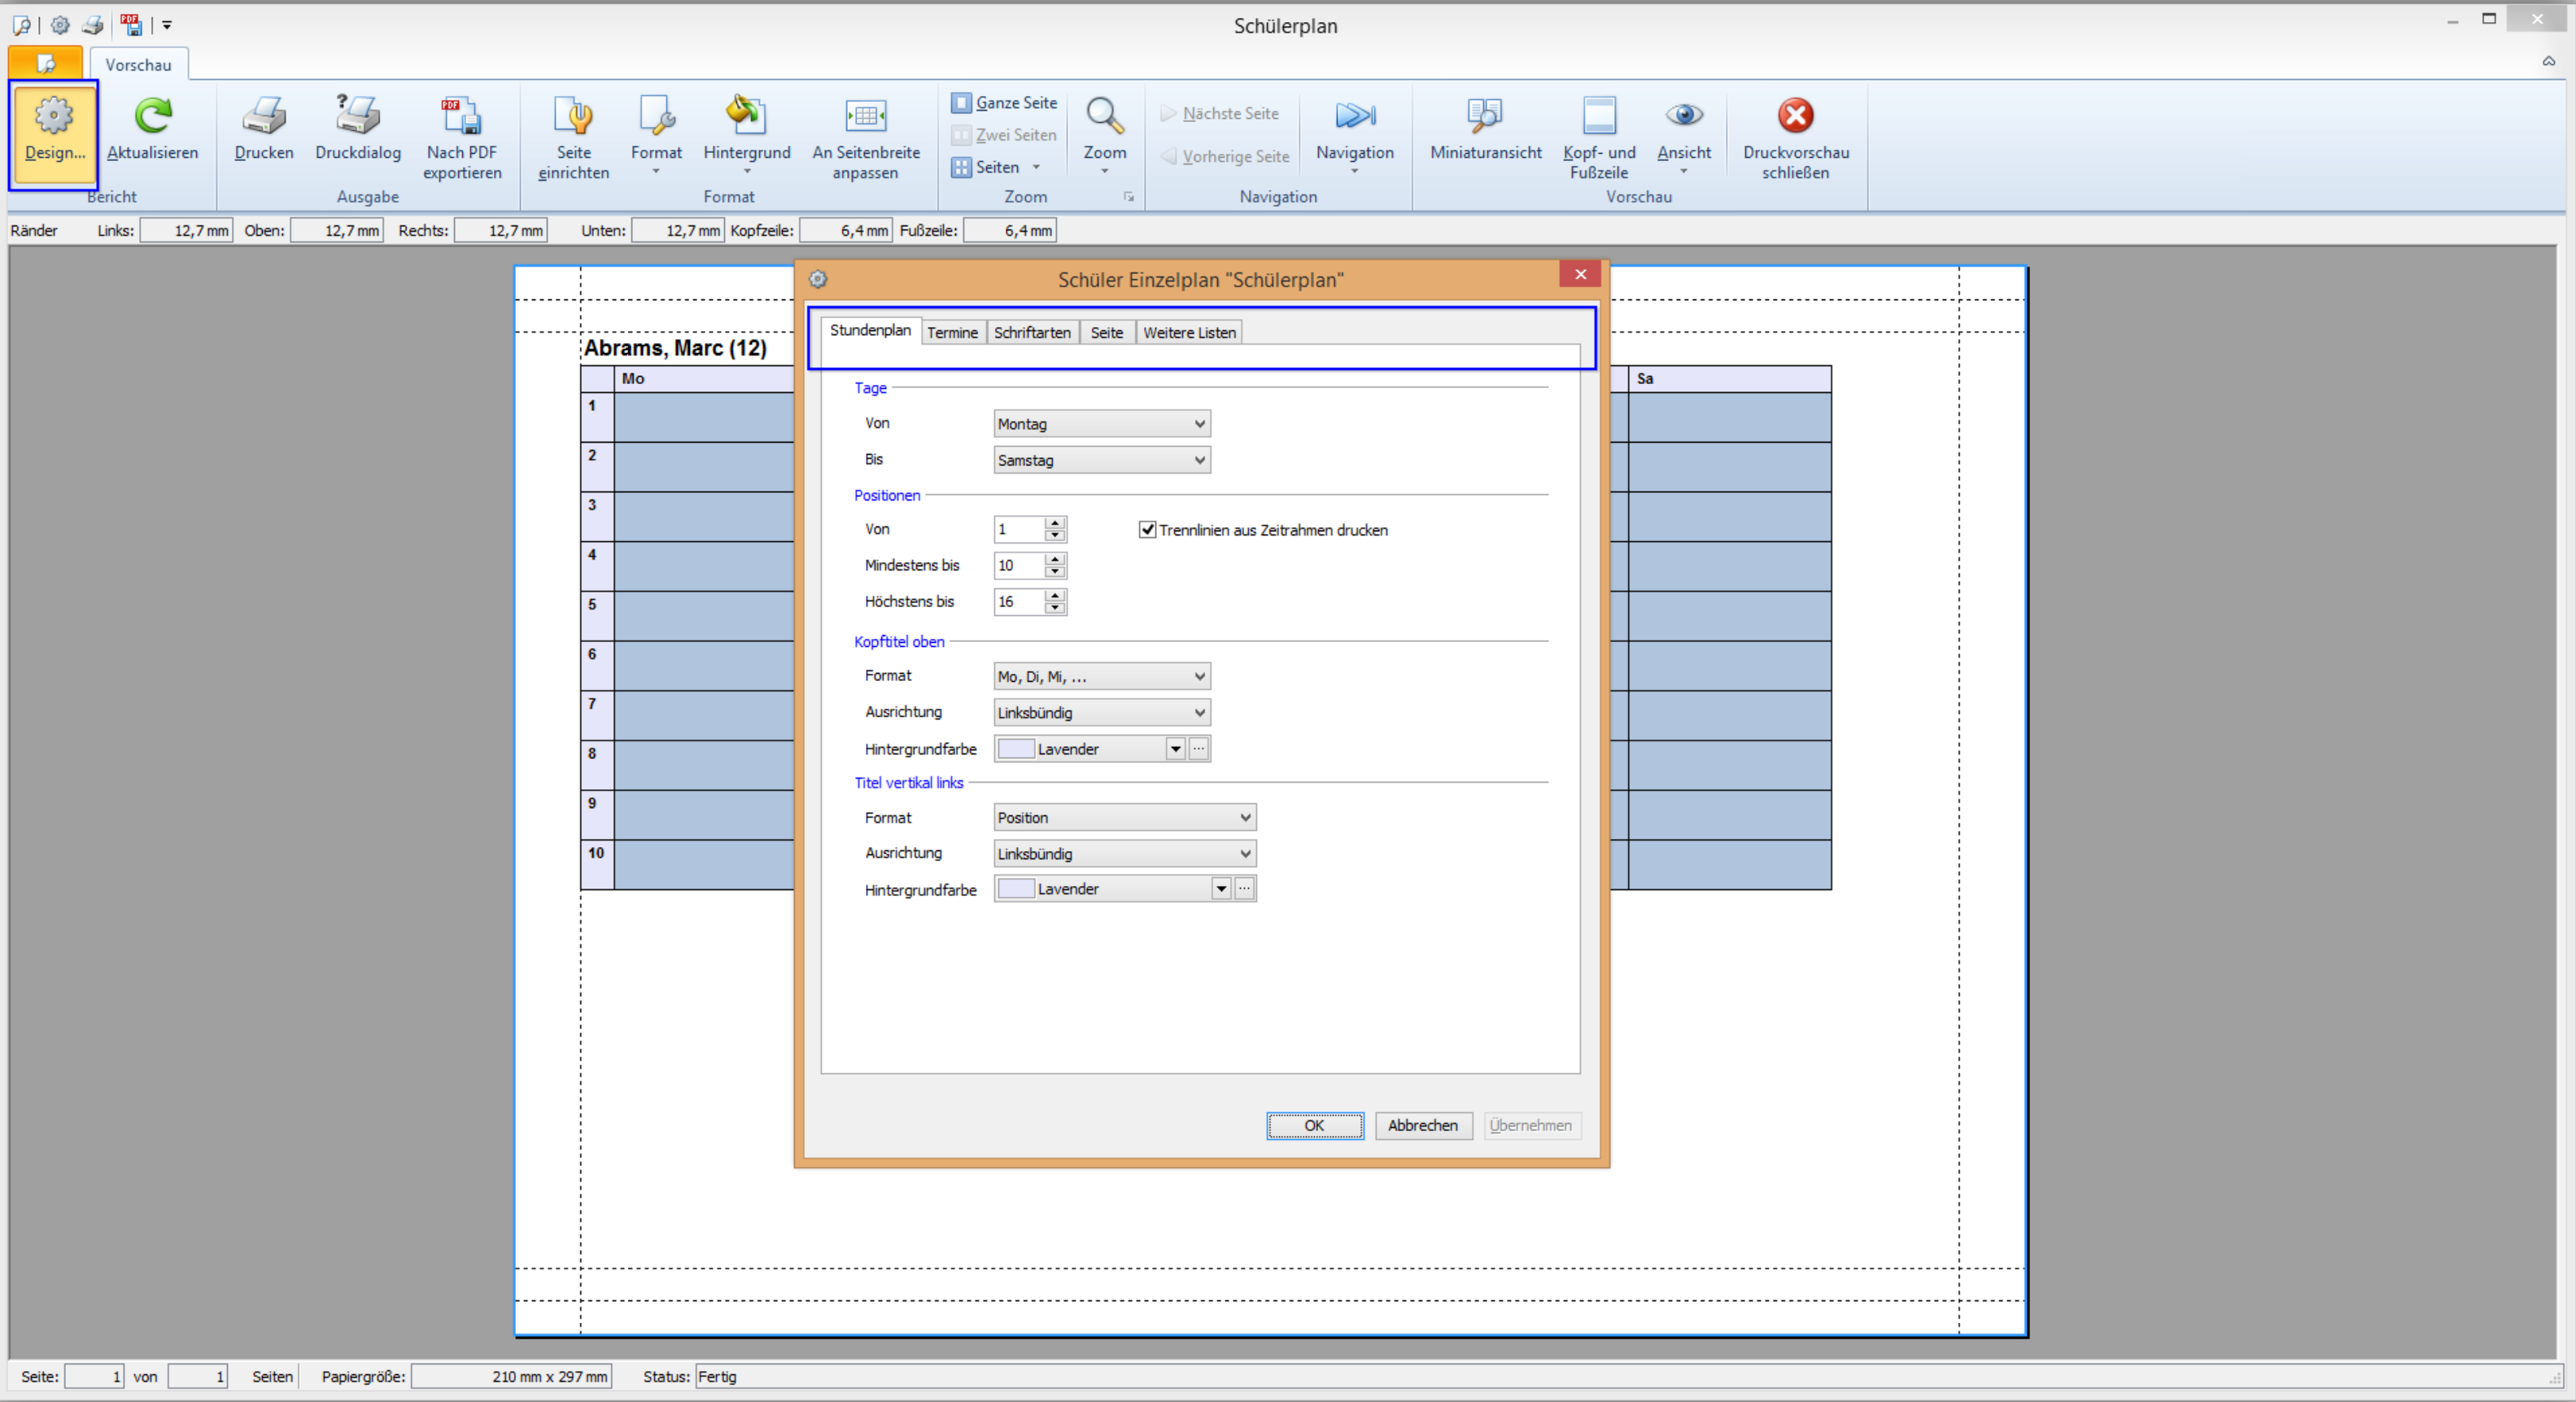 Schülerplan
Vorschau
Design...
Aktualisieren
Bericht
Drucken
Druckdialog
PDF
Nach PDF
exportieren
Ausgabe
Seite
einrichten
Format
Hintergrund
An Seitenbreite
anpassen
Format
Ganze Seite
Zwei Seiten
Seiten
Zoom
Zoom
Nächste Seite
Vorherige Seite
Navigation
Navigation
Miniaturansicht
Kopf- und
Fußzeile
Ansicht
Druckvorschau
schließen
Vorschau
Ränder Links: 12,7 mm Oben: 12,7 mm Rechts: 12,7 mm Unten: 12,7 mm Kopfzeile: 6,4 mm Fußzeile: 6,4 mm
Abrams, Marc (12)
Mo
Sa
1
2
3
4
5
6
7
8
9
10
Schüler Einzelplan "Schülerplan"
Stundenplan Termine Schriftarten Seite Weitere Listen
Tage
Von Montag
Bis Samstag
Positionen
Von 1 Trennlinien aus Zeitrahmen drucken
Mindestens bis 10
Höchstens bis 16
Kopftitel oben
Format Mo, Di, Mi, ...
Ausrichtung Linksbündig
Hintergrundfarbe Lavender ...
Titel vertikal links
Format Position
Ausrichtung Linksbündig
Hintergrundfarbe Lavender ...
OK Abbrechen Übernehmen
Seite: 1 von 1 Seiten Papiergröße: 210 mm x 297 mm Status: Fertig